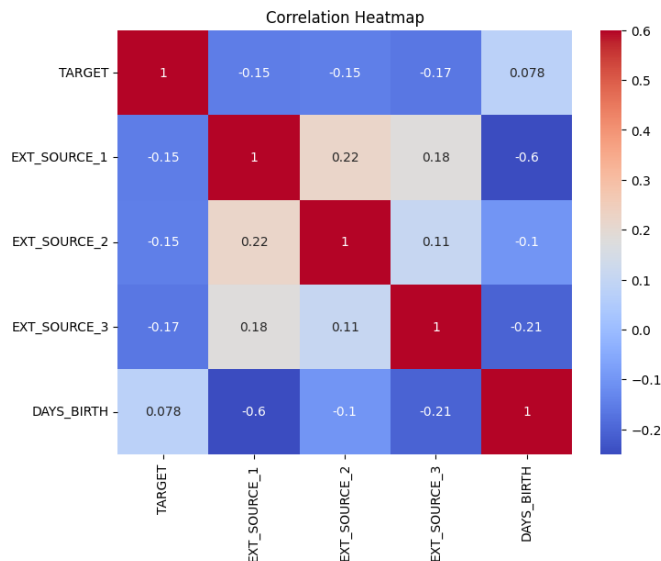 Correlation Heatmap
TARGET 1 -0.15 -0.15 -0.17 0.078
EXT_SOURCE_1 -0.15 1 0.22 0.18 -0.6
EXT_SOURCE_2 -0.15 0.22 1 0.11 -0.1
EXT_SOURCE_3 -0.17 0.18 0.11 1 -0.21
DAYS_BIRTH 0.078 -0.6 -0.1 -0.21 1
TARGET
EXT_SOURCE_1
EXT_SOURCE_2
EXT_SOURCE_3
DAYS_BIRTH
0.6
0.5
0.4
0.3
0.2
0.1
0.0
−0.1
−0.2